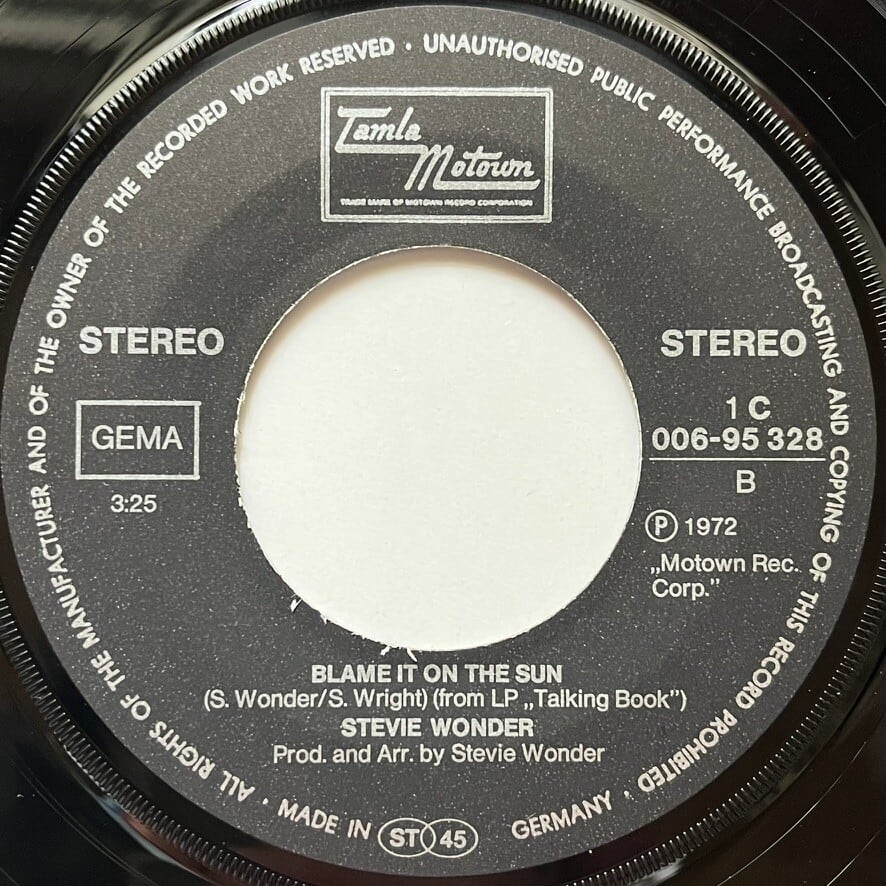 ALL RIGHTS OF THE MANUFACTURER AND OF THE OWNER OF THE RECORDED WORK RESERVED · UNAUTHORISED PUBLIC PERFORMANCE BROADCASTING AND COPYING OF THIS RECORD PROHIBITED ·
Tamla
Motown
TRADE MARK OF MOTOWN RECORD CORPORATION
STEREO
STEREO
GEMA
3:25
1 C
006-95 328
B
Ⓟ 1972
„Motown Rec.
Corp.”
BLAME IT ON THE SUN
(S. Wonder/S. Wright) (from LP „Talking Book”)
STEVIE WONDER
Prod. and Arr. by Stevie Wonder
· MADE IN ST 45 GERMANY ·